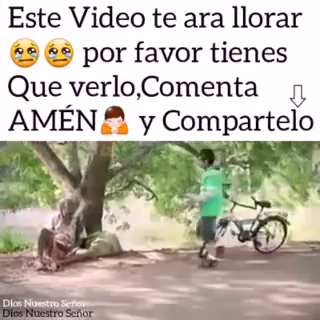 Este Video te ara llorar
😢😢 por favor tienes
Que verlo,Comenta
AMÉN🙏 y Compartelo
Dios Nuestro Señor
Dios Nuestro Señor